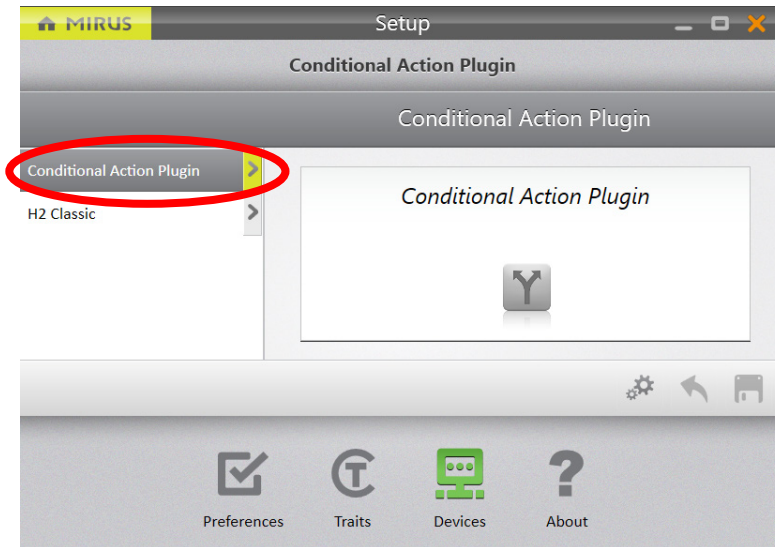 MIRUS
Setup
Conditional Action Plugin
Conditional Action Plugin
Conditional Action Plugin
H2 Classic
Conditional Action Plugin
Preferences
Traits
Devices
About